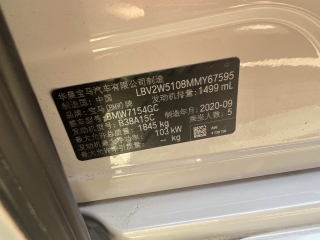 华晨宝马汽车有限公司制造
制造国：中国 LBV2W5108MMY67595
品牌：宝马(BMW)牌 发动机排量：1499 mL
型号：BMW7154GC
发动机型号：B38A15C 制造年月：2020-09
最大允许总质量：1845 kg 乘坐人数：5
发动机最大净功率：103 kW